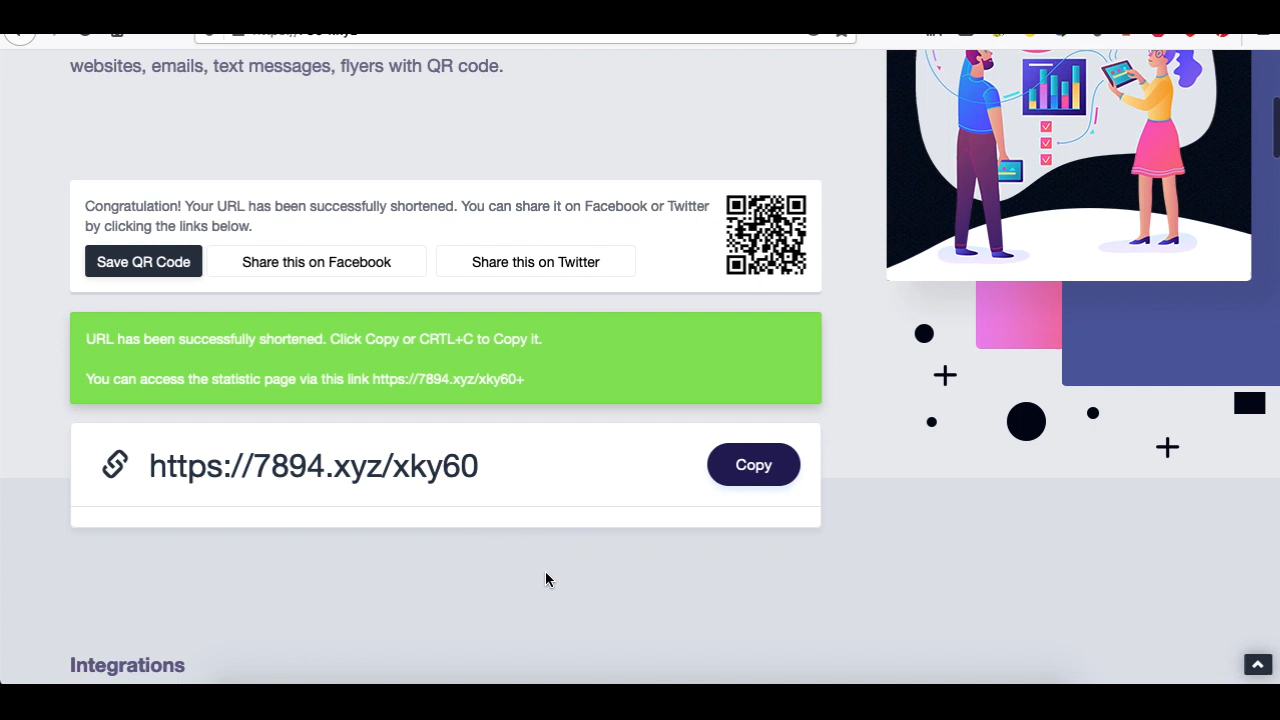 websites, emails, text messages, flyers with QR code.
Congratulation! Your URL has been successfully shortened. You can share it on Facebook or Twitter
by clicking the links below.
Save QR Code
Share this on Facebook
Share this on Twitter
URL has been successfully shortened. Click Copy or CRTL+C to Copy it.
You can access the statistic page via this link https://7894.xyz/xky60+
https://7894.xyz/xky60
Copy
Integrations